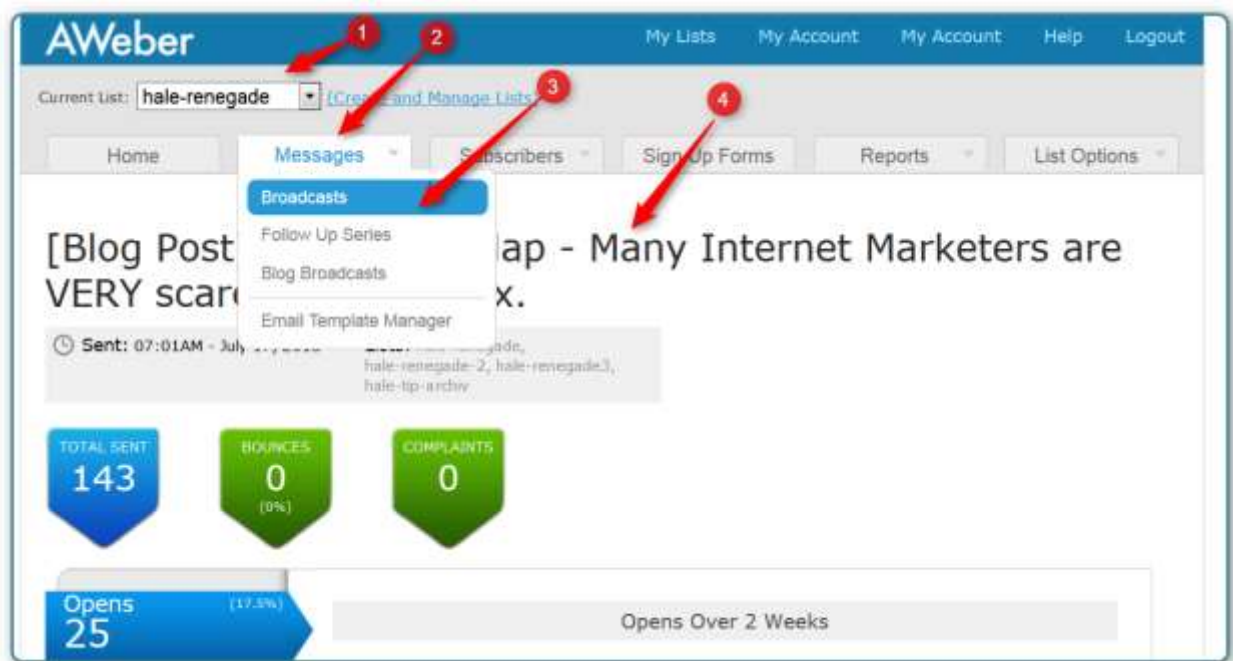 AWeber
My Lists My Account My Account Help Logout
1 2
Current List: hale-renegade (Create and Manage Lists)
3 4
Home Messages Subscribers Sign Up Forms Reports List Options
Broadcasts
Follow Up Series
Blog Broadcasts
Email Template Manager
[Blog Post ap - Many Internet Marketers are
VERY x.
Sent: 07:01AM - July
hale-renegade-2, hale-renegade3,
hale-tip-archiv
TOTAL SENT BOUNCES COMPLAINTS
143 0 0
(0%)
Opens (17.5%)
25
Opens Over 2 Weeks